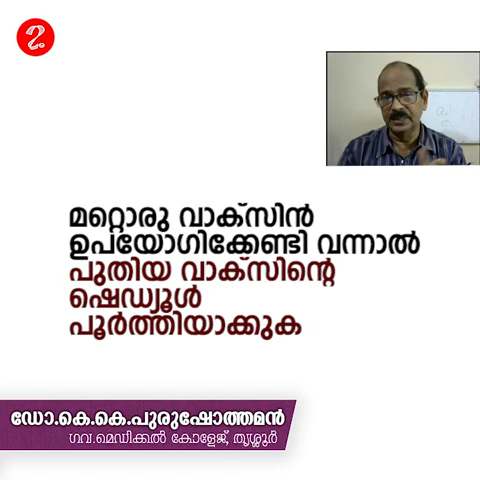 മറ്റൊരു വാക്സിൻ
ഉപയോഗിക്കേണ്ടി വന്നാൽ
പുതിയ വാക്സിന്റെ
ഷെഡ്യൂൾ
പൂർത്തിയാക്കുക
ഡോ.കെ.കെ.പുരുഷോത്തമൻ
ഗവ.മെഡിക്കൽ കോളേജ്, തൃശ്ശൂർ